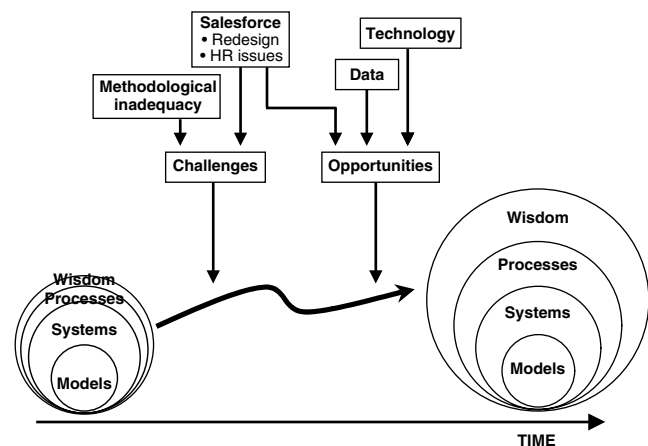 Salesforce
• Redesign
• HR issues
Technology
Data
Methodological
inadequacy
Challenges
Opportunities
Wisdom
Processes
Systems
Models
Wisdom
Processes
Systems
Models
TIME